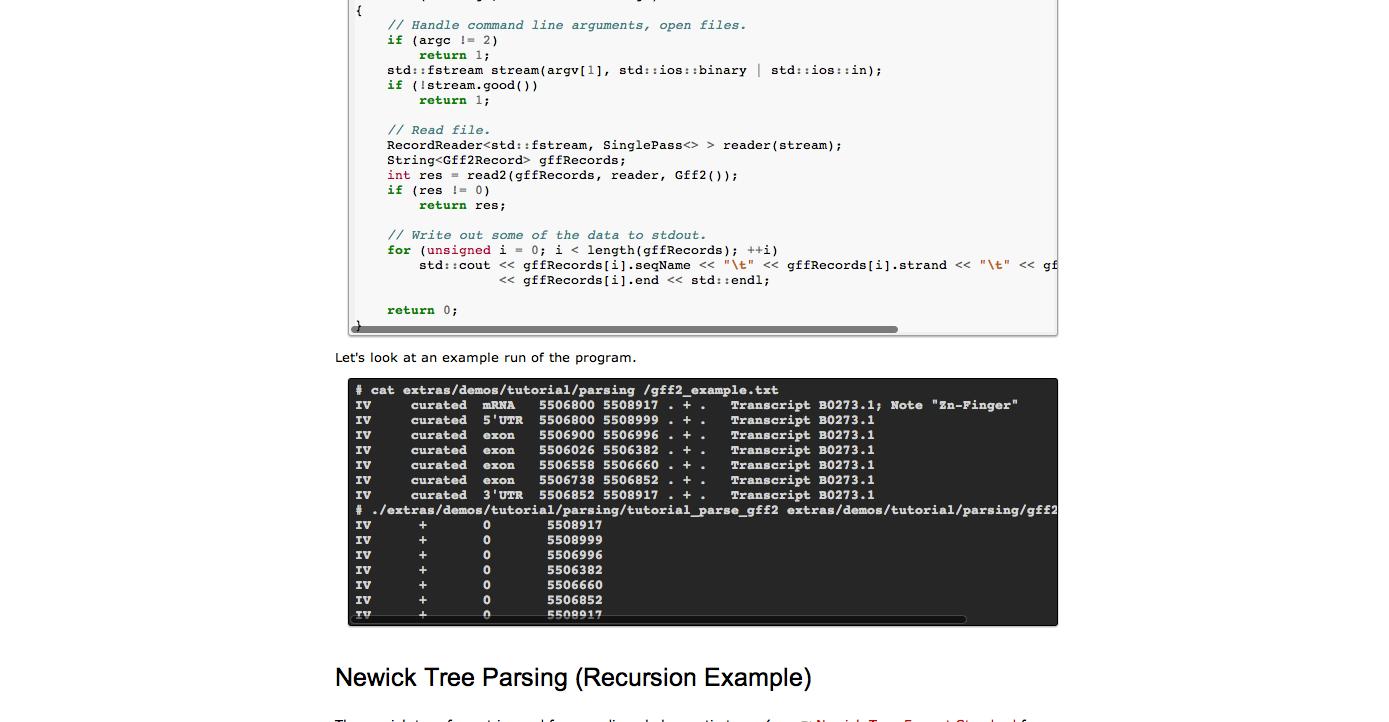 {
// Handle command line arguments, open files.
if (argc != 2)
return 1;
std::fstream stream(argv[1], std::ios::binary | std::ios::in);
if (!stream.good())
return 1;
// Read file.
RecordReader<std::fstream, SinglePass<> > reader(stream);
String<Gff2Record> gffRecords;
int res = read2(gffRecords, reader, Gff2());
if (res != 0)
return res;
// Write out some of the data to stdout.
for (unsigned i = 0; i < length(gffRecords); ++i)
std::cout << gffRecords[i].seqName << "\t" << gffRecords[i].strand << "\t" << gf
<< gffRecords[i].end << std::endl;
return 0;
}
Let's look at an example run of the program.
# cat extras/demos/tutorial/parsing /gff2_example.txt
IV curated mRNA 5506800 5508917 . + . Transcript B0273.1; Note "Zn-Finger"
IV curated 5'UTR 5506800 5508999 . + . Transcript B0273.1
IV curated exon 5506900 5506996 . + . Transcript B0273.1
IV curated exon 5506026 5506382 . + . Transcript B0273.1
IV curated exon 5506558 5506660 . + . Transcript B0273.1
IV curated exon 5506738 5506852 . + . Transcript B0273.1
IV curated 3'UTR 5506852 5508917 . + . Transcript B0273.1
# ./extras/demos/tutorial/parsing/tutorial_parse_gff2 extras/demos/tutorial/parsing/gff2
IV + 0 5508917
IV + 0 5508999
IV + 0 5506996
IV + 0 5506382
IV + 0 5506660
IV + 0 5506852
IV + 0 5508917
Newick Tree Parsing (Recursion Example)